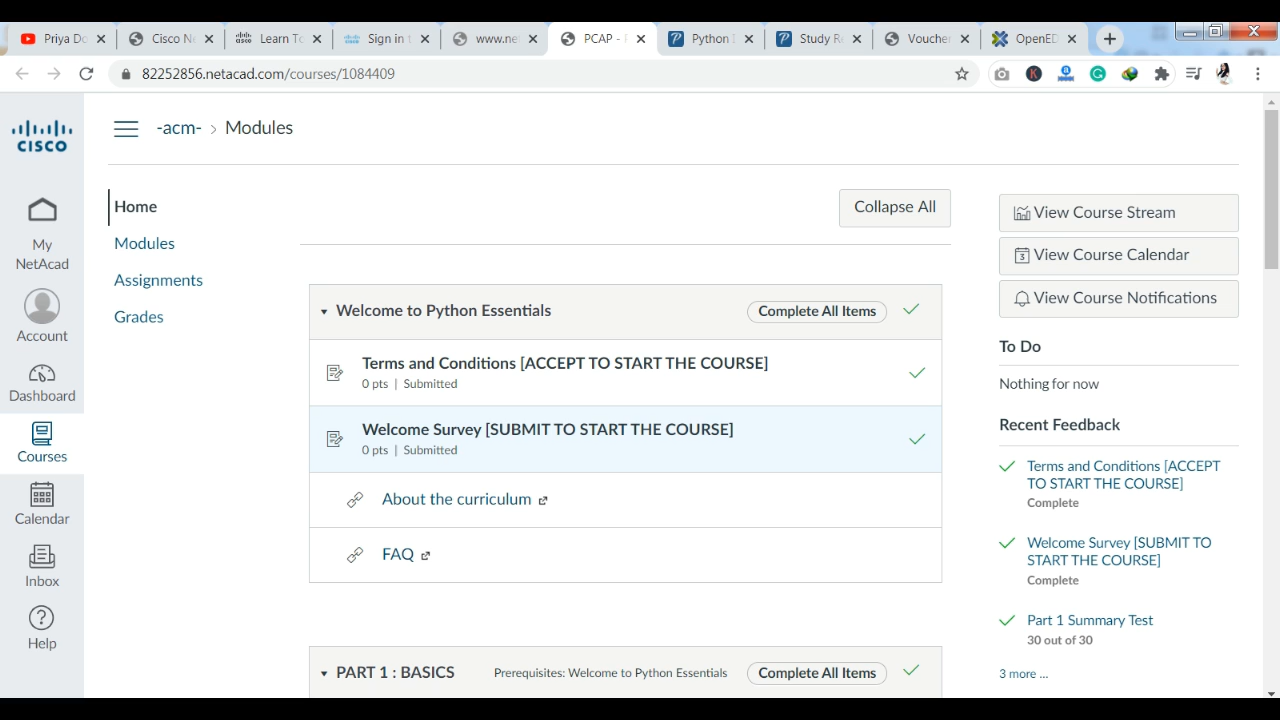 Priya Do
Cisco Ne
Learn To
Sign in t
www.ne
PCAP - 
Python
Study R
Vouche
OpenED
82252856.netacad.com/courses/1084409
CISCO
-acm- > Modules
My
NetAcad
Account
Dashboard
Courses
Calendar
Inbox
Help
Home
Modules
Assignments
Grades
Collapse All
Welcome to Python Essentials
Complete All Items
Terms and Conditions [ACCEPT TO START THE COURSE]
0 pts | Submitted
Welcome Survey [SUBMIT TO START THE COURSE]
0 pts | Submitted
About the curriculum
FAQ
PART 1 : BASICS
Prerequisites: Welcome to Python Essentials
Complete All Items
View Course Stream
View Course Calendar
View Course Notifications
To Do
Nothing for now
Recent Feedback
Terms and Conditions [ACCEPT
TO START THE COURSE]
Complete
Welcome Survey [SUBMIT TO
START THE COURSE]
Complete
Part 1 Summary Test
30 out of 30
3 more ...